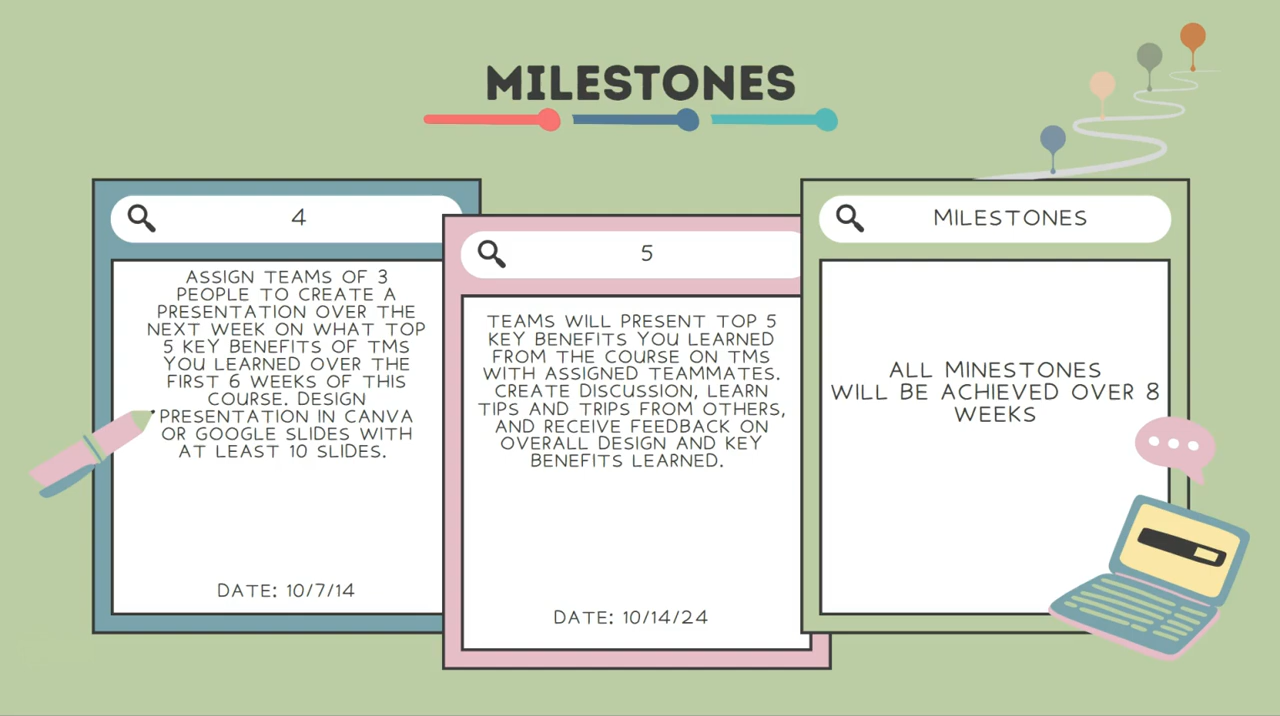 MILESTONES
4
ASSIGN TEAMS OF 3
PEOPLE TO CREATE A
PRESENTATION OVER THE
NEXT WEEK ON WHAT TOP
5 KEY BENEFITS OF TMS
YOU LEARNED OVER THE
FIRST 6 WEEKS OF THIS
COURSE. DESIGN
PRESENTATION IN CANVA
OR GOOGLE SLIDES WITH
AT LEAST 10 SLIDES.
DATE: 10/7/14
5
TEAMS WILL PRESENT TOP 5
KEY BENEFITS YOU LEARNED
FROM THE COURSE ON TMS
WITH ASSIGNED TEAMMATES.
CREATE DISCUSSION, LEARN
TIPS AND TRIPS FROM OTHERS,
AND RECEIVE FEEDBACK ON
OVERALL DESIGN AND KEY
BENEFITS LEARNED.
DATE: 10/14/24
MILESTONES
ALL MINESTONES
WILL BE ACHIEVED OVER 8
WEEKS